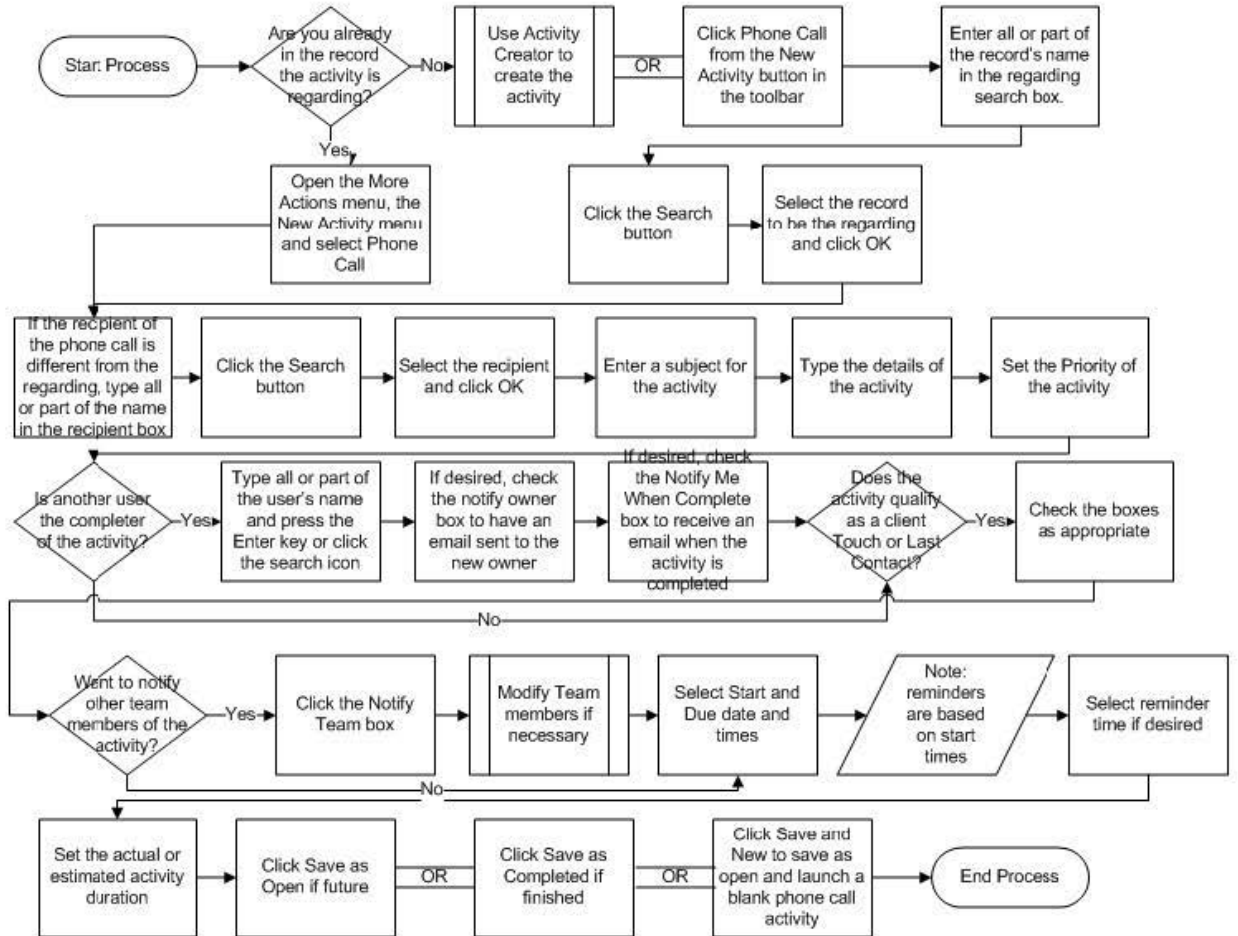 Start Process
Are you already
in the record
the activity is
regarding?
No
Use Activity
Creator to
create the
activity
OR
Click Phone Call
from the New
Activity button in
the toolbar
Enter all or part
of the record's
name in the
regarding
search box.
Yes
Open the More
Actions menu, the
New Activity menu
and select Phone
Call
Click the Search
button
Select the record
to be the regarding
and click OK
If the recipient of
the phone call is
different from the
regarding, type all
or part of the name
in the recipient box
Click the Search
button
Select the recipient
and click OK
Enter a subject for
the activity
Type the details of
the activity
Set the Priority of
the activity
Is another user
the completer
of the activity?
Yes
Type all or part of
the user's name
and press the
Enter key or click
the search icon
If desired, check
the notify owner
box to have an
email sent to the
new owner
If desired, check
the Notify Me
When Complete
box to receive an
email when the
activity is
completed
Does the
activity qualify
as a client
Touch or Last
Contact?
Yes
Check the boxes
as appropriate
No
Want to notify
other team
members of the
activity?
Yes
Click the Notify
Team box
Modify Team
members if
necessary
Select Start and
Due date and
times
Note:
reminders
are based
on start
times
Select reminder
time if desired
No
Set the actual or
estimated activity
duration
Click Save as
Open if future
OR
Click Save as
Completed if
finished
OR
Click Save and
New to save as
open and launch a
blank phone call
activity
End Process